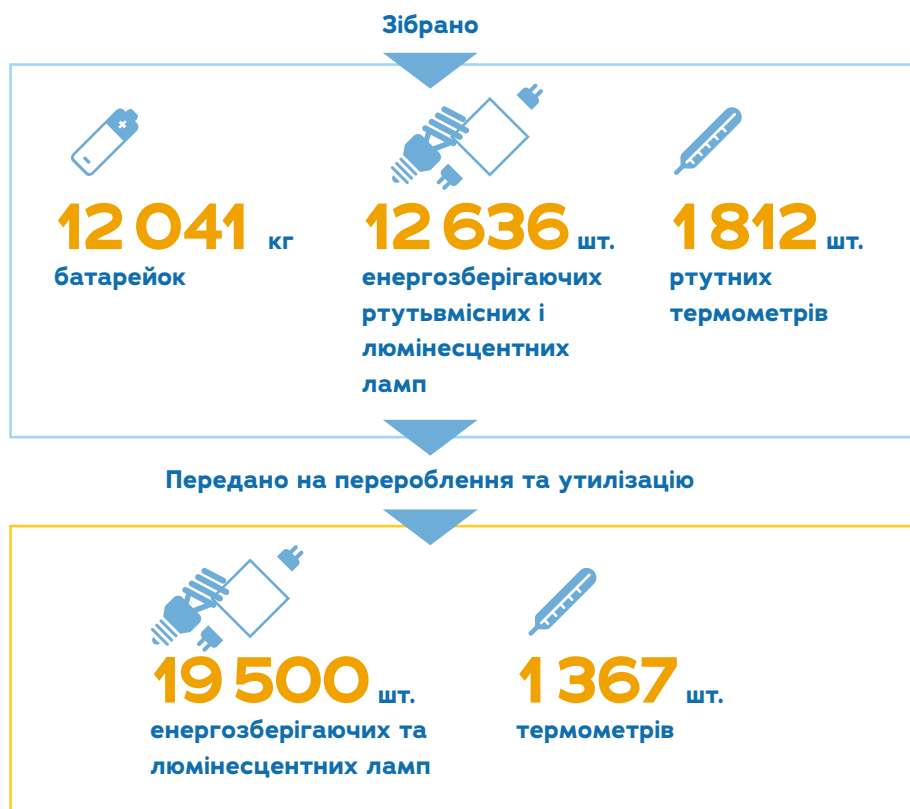 Зібрано
12 041 кг
батарейок
12 636 шт.
енергозберігаючих
ртутьвмісних і
люмінесцентних
ламп
1 812 шт.
ртутних
термометрів
Передано на перероблення та утилізацію
19 500 шт.
енергозберігаючих та
люмінесцентних ламп
1 367 шт.
термометрів